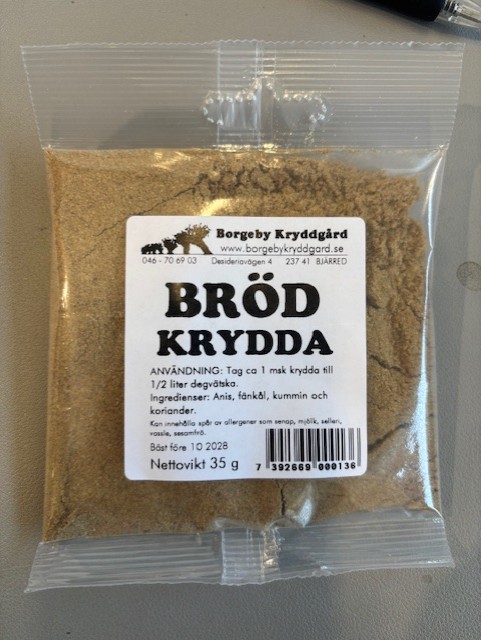 Borgeby Kryddgård
www.borgebykryddgard.se
046 - 70 69 03 Desideriavägen 4 237 41 BJÄRRED
BRÖD
KRYDDA
ANVÄNDNING: Tag ca 1 msk krydda till
1/2 liter degvätska.
Ingredienser: Anis, fänkål, kummin och
koriander.
Kan innehålla spår av allergener som senap, mjölk, selleri,
vassle, sesamfrö.
Bäst före 10 2028
Nettovikt 35 g
7 392669 000136